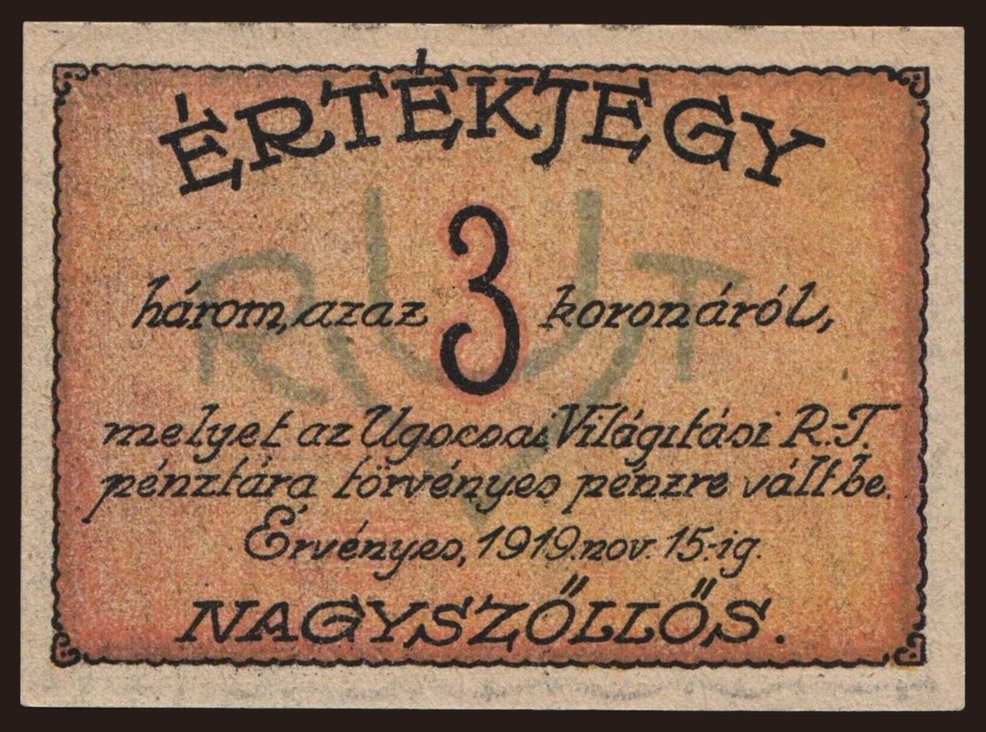 ÉRTÉKJEGY
három, azaz 3 koronáról,
melyet az Ugocsai Világítási R.-T.
pénztára törvényes pénzre vált be.
Érvényes, 1919. nov. 15-ig.
NAGYSZŐLLŐS.
R U T
V